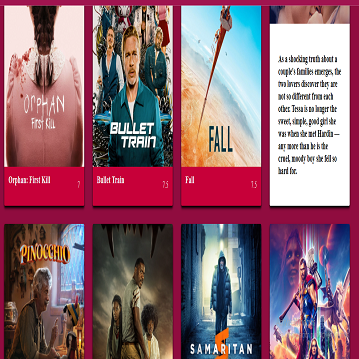 ORPHAN
FIRST KILL
BULLET
TRAIN
FALL
As a shocking truth about a
couple's families emerges, the
two lovers discover they are
not so different from each
other. Tessa is no longer the
sweet, simple, good girl she
was when she met Hardin —
any more than he is the
cruel, moody boy she fell so
hard for.
Orphan: First Kill
7
Bullet Train
7.5
Fall
7.5
PINOCCHIO
SAMARITAN